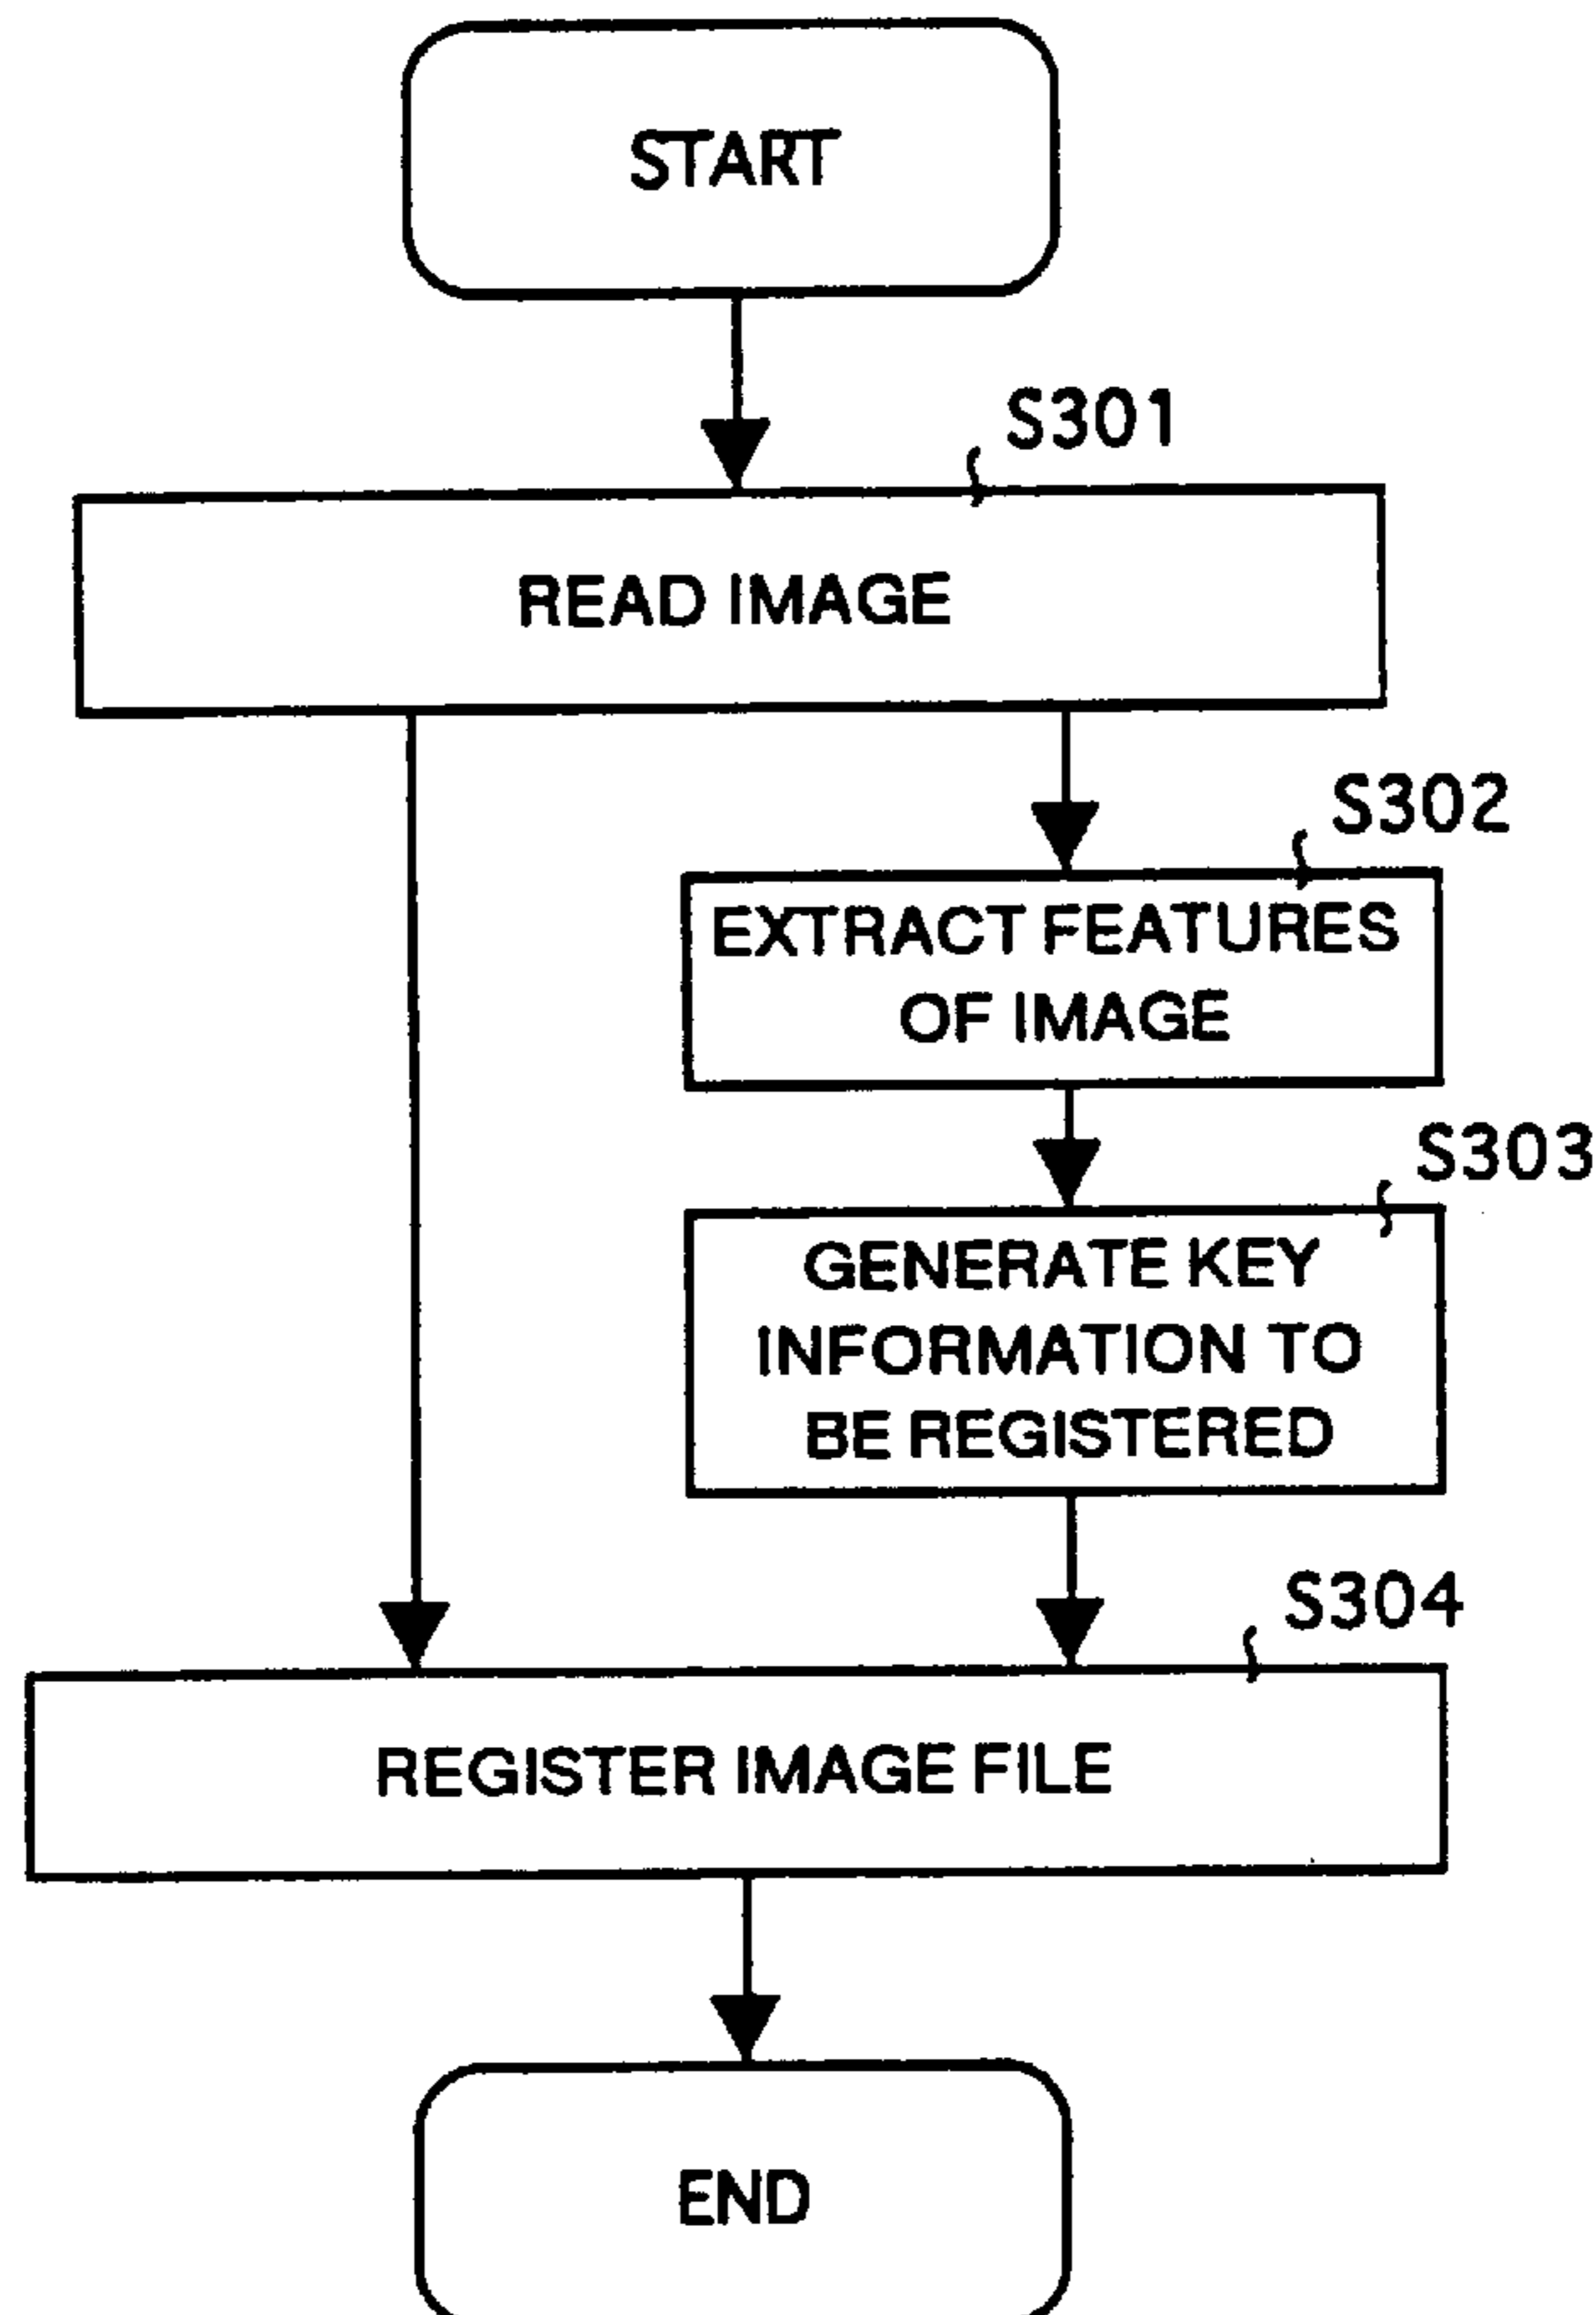 START
S301
READ IMAGE
S302
EXTRACT FEATURES
OF IMAGE
S303
GENERATE KEY
INFORMATION TO
BE REGISTERED
S304
REGISTER IMAGE FILE
END